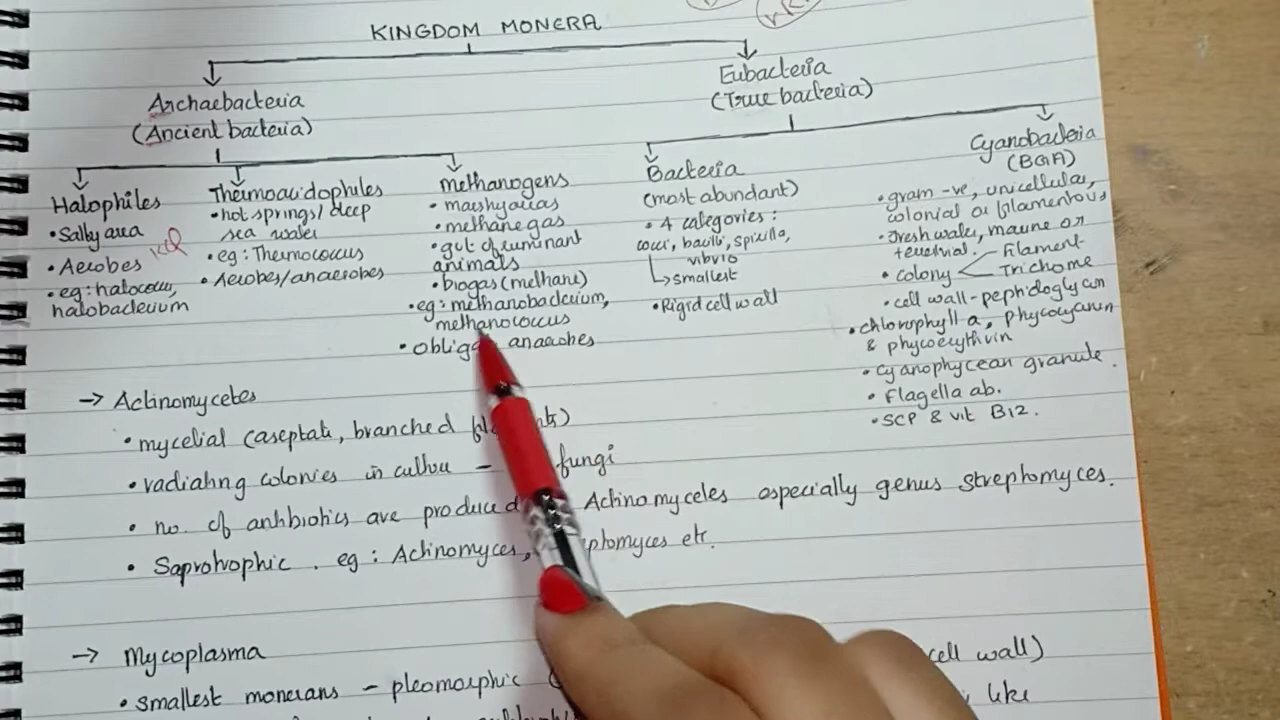 KINGDOM MONERA
Archaebacteria
(Ancient bacteria)
Eubacteria
(True bacteria)
Halophiles
• Salty area
• Aerobes
• eg: halococcus,
halobacterium
Thermoacidophiles
• hot springs/deep
sea water
• eg: Thermococcus
• Aerobes/anaerobes
methanogens
• marshy areas
• methane gas
• gut of ruminant
animals
• biogas (methane)
• eg: methanobacterium,
methanococcus
• obligate anaerobes
Bacteria
(most abundant)
• 4 categories:
cocci, bacilli, spirilla,
vibrio
smallest
• Rigid cell wall
Cyanobacteria
(BGA)
• gram -ve, unicellular,
colonial or filamentous
• freshwater, marine or
terrestrial.
• colony
Filament
Trichome
• cell wall - peptidoglycan
• chlorophyll a, phycocyanin
& phycoerythrin
• cyanophycean granule.
• Flagella ab.
• SCP & vit B12.
→ Actinomycetes
• mycelial (aseptate, branched
• radiating colonies in culture - fungi
• no. of antibiotics are produced Actinomyceles especially genus Streptomyces.
• Saprotrophic. eg: Actinomyces, etc.
→ Mycoplasma
cell wall)
• smallest monerans - pleomorphic
like